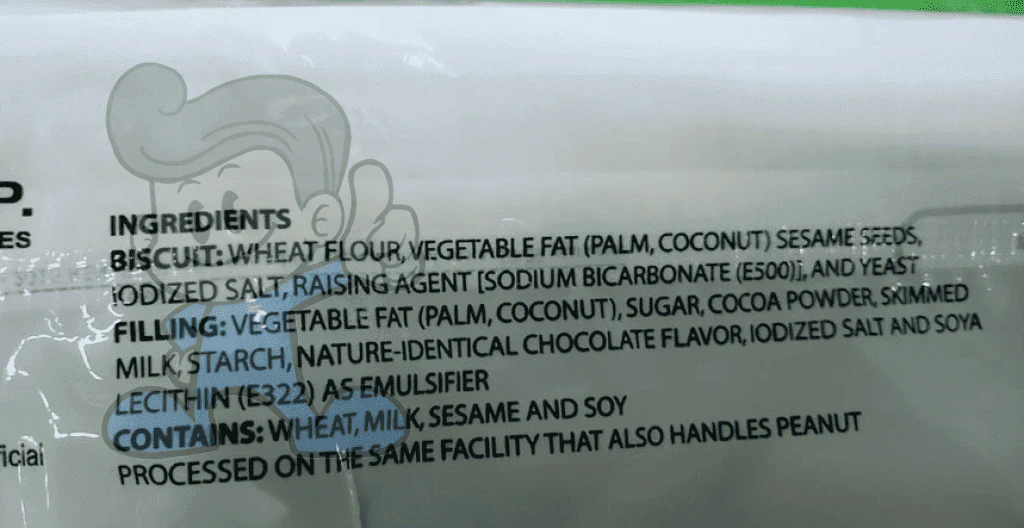 P.
ES
INGREDIENTS
BISCUIT: WHEAT FLOUR, VEGETABLE FAT (PALM, COCONUT) SESAME SEEDS,
IODIZED SALT, RAISING AGENT [SODIUM BICARBONATE (E500)], AND YEAST
FILLING: VEGETABLE FAT (PALM, COCONUT), SUGAR, COCOA POWDER, SKIMMED
MILK, STARCH, NATURE-IDENTICAL CHOCOLATE FLAVOR, IODIZED SALT AND SOYA
LECITHIN (E322) AS EMULSIFIER
CONTAINS: WHEAT, MILK, SESAME AND SOY
PROCESSED ON THE SAME FACILITY THAT ALSO HANDLES PEANUT
ficial